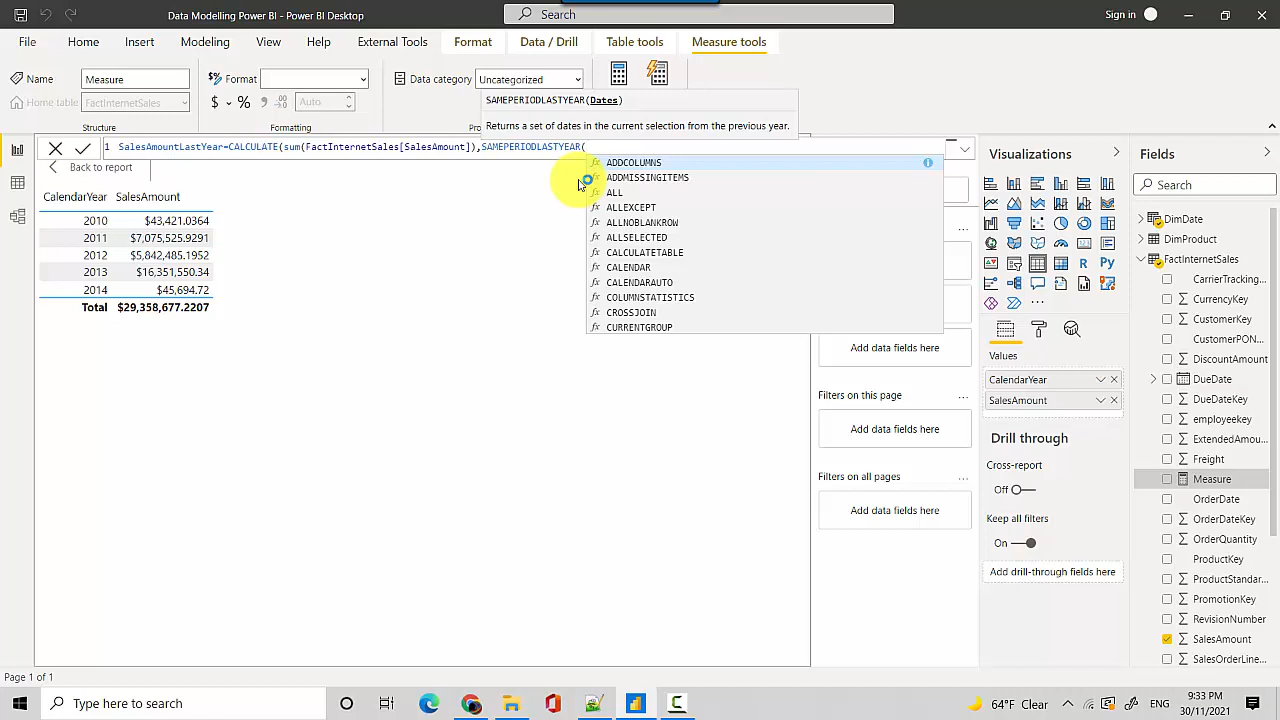 Data Modelling Power BI - Power BI Desktop
Search
Sign in
File
Home
Insert
Modeling
View
Help
External Tools
Format
Data / Drill
Table tools
Measure tools
Name
Measure
Format
Data category
Uncategorized
Home table
FactInternetSales
$ % Auto
Structure
Formatting
SAMEPERIODLASTYEAR(Dates)
Returns a set of dates in the current selection from the previous year.
1 SalesAmountLastYear=CALCULATE(sum(FactInternetSales[SalesAmount]),SAMEPERIODLASTYEAR(
Back to report
ADDCOLUMNS
ADDMISSINGITEMS
ALL
ALLEXCEPT
ALLNOBLANKROW
ALLSELECTED
CALCULATETABLE
CALENDAR
CALENDARAUTO
COLUMNSTATISTICS
CROSSJOIN
CURRENTGROUP
CalendarYear SalesAmount
2010 $43,421.0364
2011 $7,075,525.9291
2012 $5,842,485.1952
2013 $16,351,550.34
2014 $45,694.72
Total $29,358,677.2207
Add data fields here
Filters on this page ...
Add data fields here
Filters on all pages ...
Add data fields here
Visualizations
R Py
Values
CalendarYear
SalesAmount
Drill through
Cross-report
Off
Keep all filters
On
Add drill-through fields here
Fields
Search
DimDate
DimProduct
FactInternetSales
CarrierTracking...
CurrencyKey
CustomerKey
CustomerPON...
DiscountAmount
DueDate
DueDateKey
employeekey
ExtendedAmou...
Freight
Measure
OrderDate
OrderDateKey
OrderQuantity
ProductKey
ProductStandar...
PromotionKey
RevisionNumber
SalesAmount
SalesOrderLine...
Page 1 of 1
Type here to search
64°F Clear
ENG
9:33 PM
30/11/2021